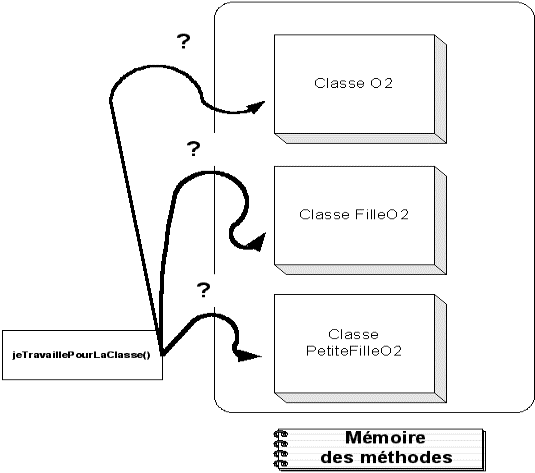 ?
Classe O2
?
Classe FilleO2
?
Classe
PetiteFilleO2
jeTravaillePourLaClasse()
Mémoire
des méthodes